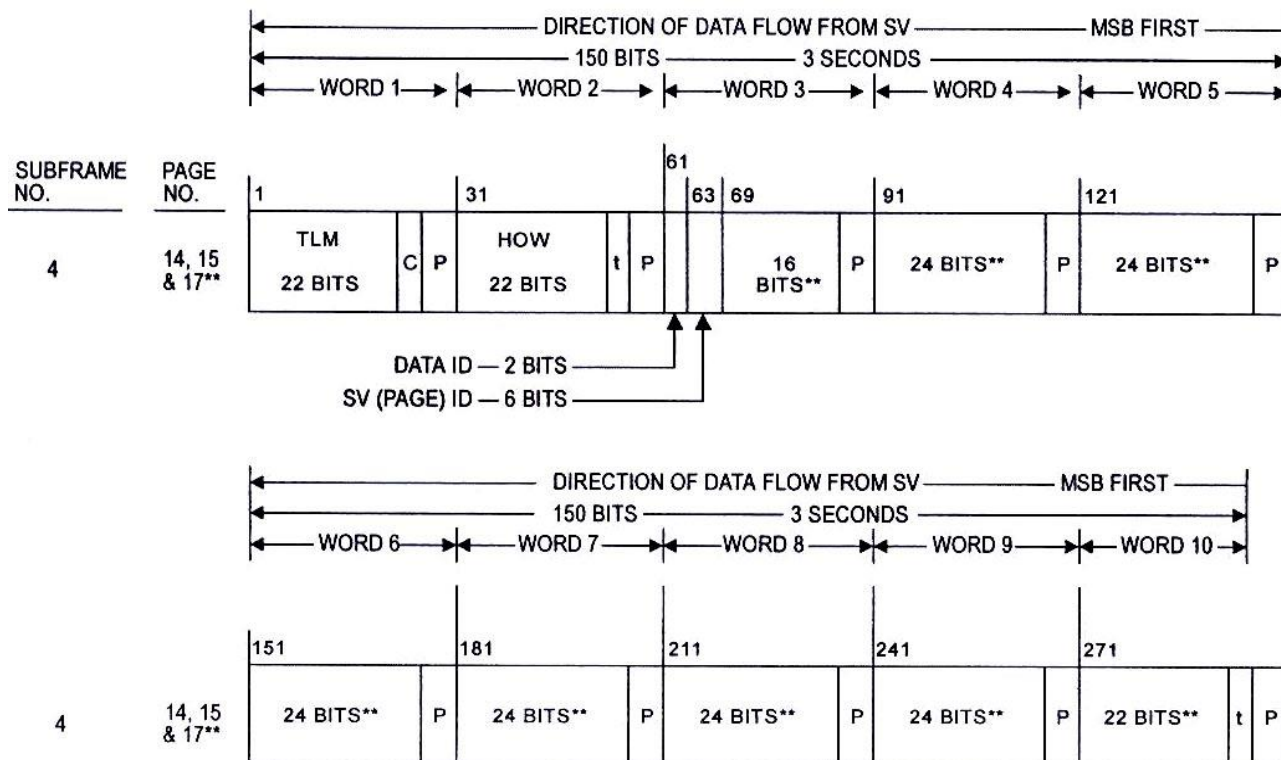 DIRECTION OF DATA FLOW FROM SV MSB FIRST
150 BITS 3 SECONDS
WORD 1 WORD 2 WORD 3 WORD 4 WORD 5
SUBFRAME NO. PAGE NO.
1 31 61 63 69 91 121
4 14, 15 & 17**
TLM 22 BITS C P HOW 22 BITS t P 16 BITS** P 24 BITS** P 24 BITS** P
DATA ID — 2 BITS
SV (PAGE) ID — 6 BITS
DIRECTION OF DATA FLOW FROM SV MSB FIRST
150 BITS 3 SECONDS
WORD 6 WORD 7 WORD 8 WORD 9 WORD 10
151 181 211 241 271
4 14, 15 & 17** 24 BITS** P 24 BITS** P 24 BITS** P 24 BITS** P 22 BITS** t P